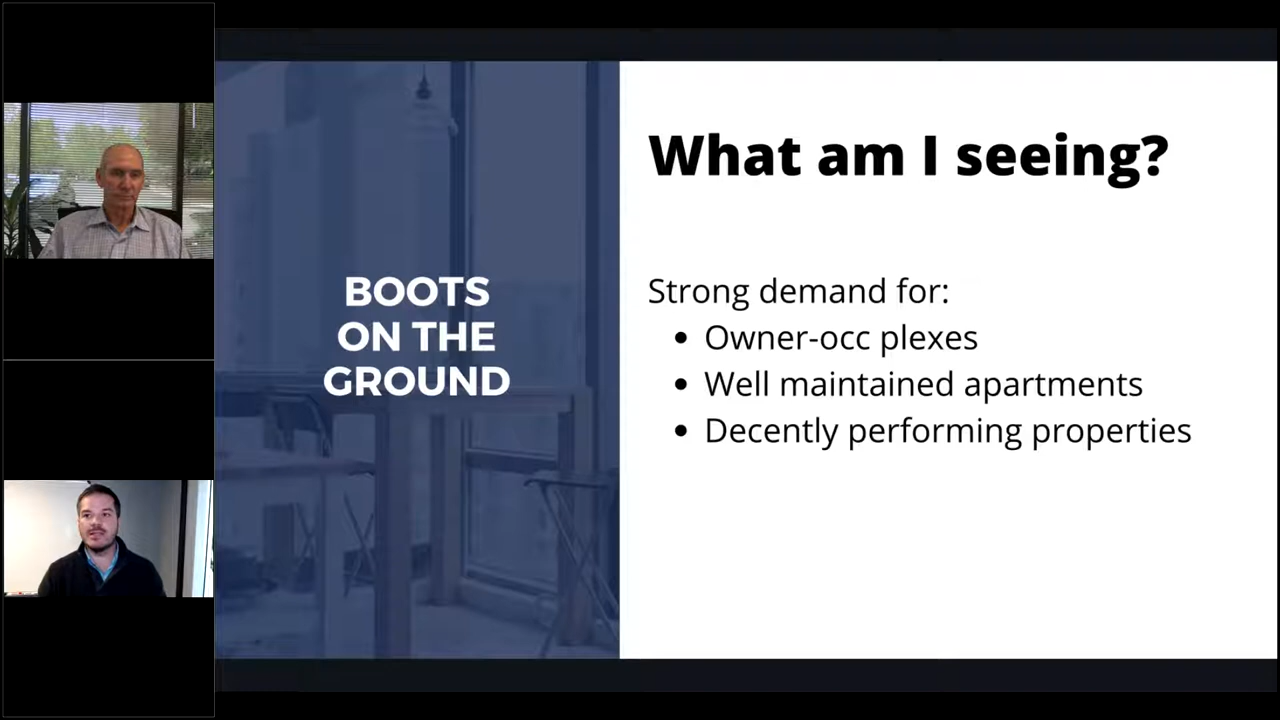 BOOTS
ON THE
GROUND
What am I seeing?
Strong demand for:
• Owner-occ plexes
• Well maintained apartments
• Decently performing properties